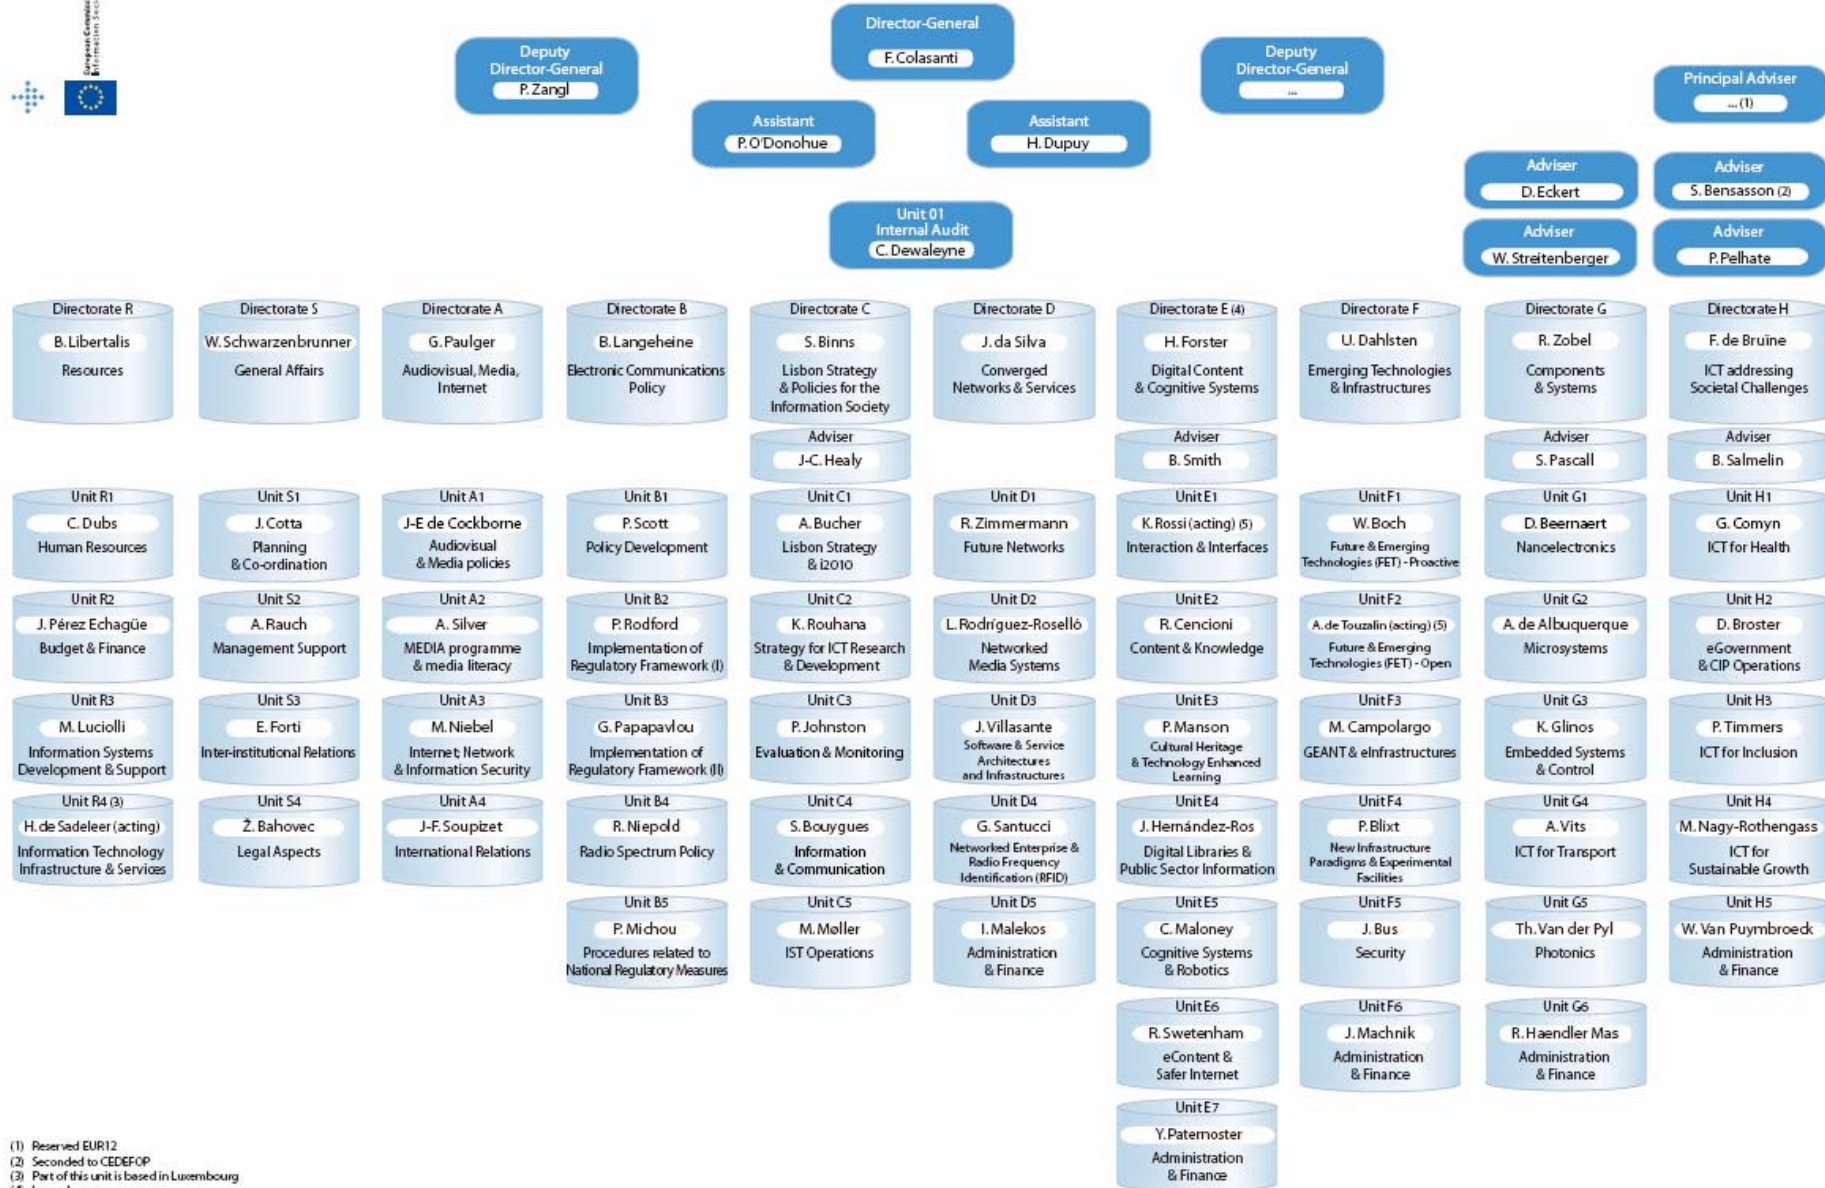 European Commission
Information Society
Director-General
F. Colasanti
Deputy
Director-General
P. Zangl
Deputy
Director-General
...
Principal Adviser
... (1)
Assistant
P. O'Donohue
Assistant
H. Dupuy
Adviser
D. Eckert
Adviser
S. Bensasson (2)
Unit 01
Internal Audit
C. Dewaleyne
Adviser
W. Streitenberger
Adviser
P. Pelhate
Directorate R
B. Libertalis
Resources
Directorate S
W. Schwarzenbrunner
General Affairs
Directorate A
G. Paulger
Audiovisual, Media,
Internet
Directorate B
B. Langeheine
Electronic Communications
Policy
Directorate C
S. Binns
Lisbon Strategy
& Policies for the
Information Society
Directorate D
J. da Silva
Converged
Networks & Services
Directorate E (4)
H. Forster
Digital Content
& Cognitive Systems
Directorate F
U. Dahlsten
Emerging Technologies
& Infrastructures
Directorate G
R. Zobel
Components
& Systems
Directorate H
F. de Bruïne
ICT addressing
Societal Challenges
Adviser
J-C. Healy
Adviser
B. Smith
Adviser
S. Pascall
Adviser
B. Salmelin
Unit R1
C. Dubs
Human Resources
Unit S1
J. Cotta
Planning
& Co-ordination
Unit A1
J-E de Cockborne
Audiovisual
& Media policies
Unit B1
P. Scott
Policy Development
Unit C1
A. Bucher
Lisbon Strategy
& i2010
Unit D1
R. Zimmermann
Future Networks
Unit E1
K. Rossi (acting) (5)
Interaction & Interfaces
Unit F1
W. Boch
Future & Emerging
Technologies (FET) - Proactive
Unit G1
D. Beernaert
Nanoelectronics
Unit H1
G. Comyn
ICT for Health
Unit R2
J. Pérez Echagüe
Budget & Finance
Unit S2
A. Rauch
Management Support
Unit A2
A. Silver
MEDIA programme
& media literacy
Unit B2
P. Rodford
Implementation of
Regulatory Framework (I)
Unit C2
K. Rouhana
Strategy for ICT Research
& Development
Unit D2
L. Rodríguez-Roselló
Networked
Media Systems
Unit E2
R. Cencioni
Content & Knowledge
Unit F2
A. de Touzalin (acting) (5)
Future & Emerging
Technologies (FET) - Open
Unit G2
A. de Albuquerque
Microsystems
Unit H2
D. Broster
eGovernment
& CIP Operations
Unit R3
M. Luciolli
Information Systems
Development & Support
Unit S3
E. Forti
Inter-institutional Relations
Unit A3
M. Niebel
Internet; Network
& Information Security
Unit B3
G. Papapavlou
Implementation of
Regulatory Framework (II)
Unit C3
P. Johnston
Evaluation & Monitoring
Unit D3
J. Villasante
Software & Service
Architectures
and Infrastructures
Unit E3
P. Manson
Cultural Heritage
& Technology Enhanced
Learning
Unit F3
M. Campolargo
GEANT & eInfrastructures
Unit G3
K. Glinos
Embedded Systems
& Control
Unit H3
P. Timmers
ICT for Inclusion
Unit R4 (3)
H. de Sadeleer (acting)
Information Technology
Infrastructure & Services
Unit S4
Ž. Bahovec
Legal Aspects
Unit A4
J-F. Soupizet
International Relations
Unit B4
R. Niepold
Radio Spectrum Policy
Unit C4
S. Bouygues
Information
& Communication
Unit D4
G. Santucci
Networked Enterprise &
Radio Frequency
Identification (RFID)
Unit E4
J. Hernández-Ros
Digital Libraries &
Public Sector Information
Unit F4
P. Blixt
New Infrastructure
Paradigms & Experimental
Facilities
Unit G4
A. Vits
ICT for Transport
Unit H4
M. Nagy-Rothengass
ICT for
Sustainable Growth
Unit B5
P. Michou
Procedures related to
National Regulatory Measures
Unit C5
M. Møller
IST Operations
Unit D5
I. Malekos
Administration
& Finance
Unit E5
C. Maloney
Cognitive Systems
& Robotics
Unit F5
J. Bus
Security
Unit G5
Th. Van der Pyl
Photonics
Unit H5
W. Van Puymbroeck
Administration
& Finance
Unit E6
R. Swetenham
eContent &
Safer Internet
Unit F6
J. Machnik
Administration
& Finance
Unit G6
R. Haendler Mas
Administration
& Finance
Unit E7
Y. Paternoster
Administration
& Finance
(1) Reserved EUR12
(2) Seconded to CEDEFOP
(3) Part of this unit is based in Luxembourg